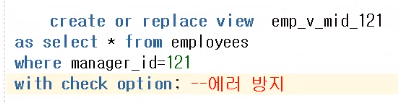 create or replace view  emp_v_mid_121
as select * from employees
where manager_id=121
with check option; --에러 방지